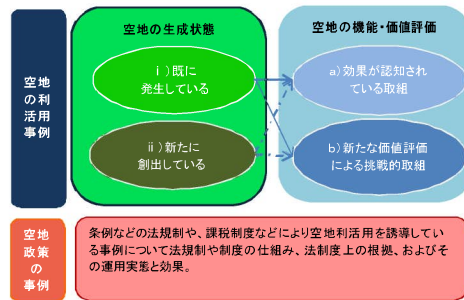 空地
の利
活用
事例
空地の生成状態
ⅰ）既に
発生している
ⅱ）新たに
創出している
空地の機能・価値評価
a）効果が認知され
ている取組
b）新たな価値評価
による挑戦的取組
空地
政策
の
事例
条例などの法規制や、課税制度などにより空地利活用を誘導してい
る事例について法規制や制度の仕組み、法制度上の根拠、およびそ
の運用実態と効果。